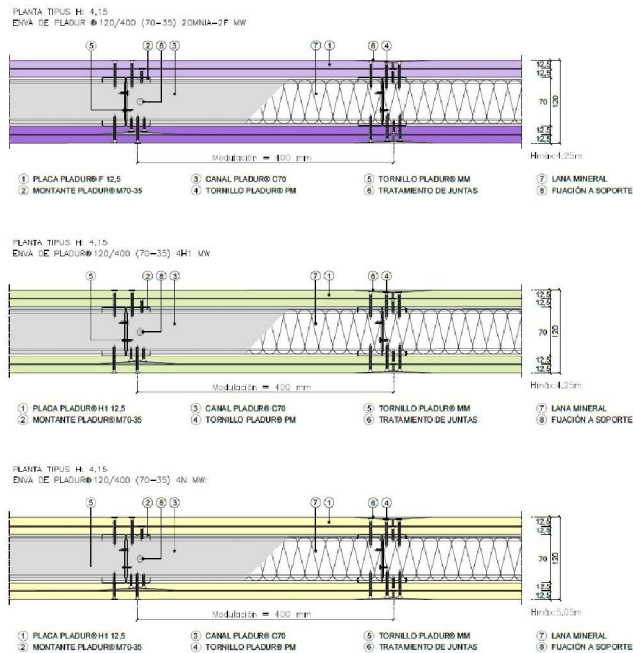 PLANTA TIPUS H: 4,15
ENVÀ DE PLADUR® 120/400 (70-35) 2OMNIA-2F MW
5 2 8 3 7 1 6 4
12,5
12,5
70
120
12,5
12,5
Modulación = 400 mm
Hmáx:4,25m
1 PLACA PLADUR® F 12,5 3 CANAL PLADUR® C70 5 TORNILLO PLADUR® MM 7 LANA MINERAL
2 MONTANTE PLADUR® M70-35 4 TORNILLO PLADUR® PM 6 TRATAMIENTO DE JUNTAS 8 FIJACIÓN A SOPORTE
PLANTA TIPUS H: 4,15
ENVÀ DE PLADUR® 120/400 (70-35) 4H1 MW
5 2 8 3 7 1 6 4
12,5
12,5
70
120
12,5
12,5
Modulación = 400 mm
Hmáx:4,25m
1 PLACA PLADUR® H1 12,5 3 CANAL PLADUR® C70 5 TORNILLO PLADUR® MM 7 LANA MINERAL
2 MONTANTE PLADUR® M70-35 4 TORNILLO PLADUR® PM 6 TRATAMIENTO DE JUNTAS 8 FIJACIÓN A SOPORTE
PLANTA TIPUS H: 4,15
ENVÀ DE PLADUR® 120/400 (70-35) 4N MW:
5 2 8 3 7 1 6 4
12,5
12,5
70
120
12,5
12,5
Modulación = 400 mm
Hmáx:5,05m
1 PLACA PLADUR® H1 12,5 3 CANAL PLADUR® C70 5 TORNILLO PLADUR® MM 7 LANA MINERAL
2 MONTANTE PLADUR® M70-35 4 TORNILLO PLADUR® PM 6 TRATAMIENTO DE JUNTAS 8 FIJACIÓN A SOPORTE